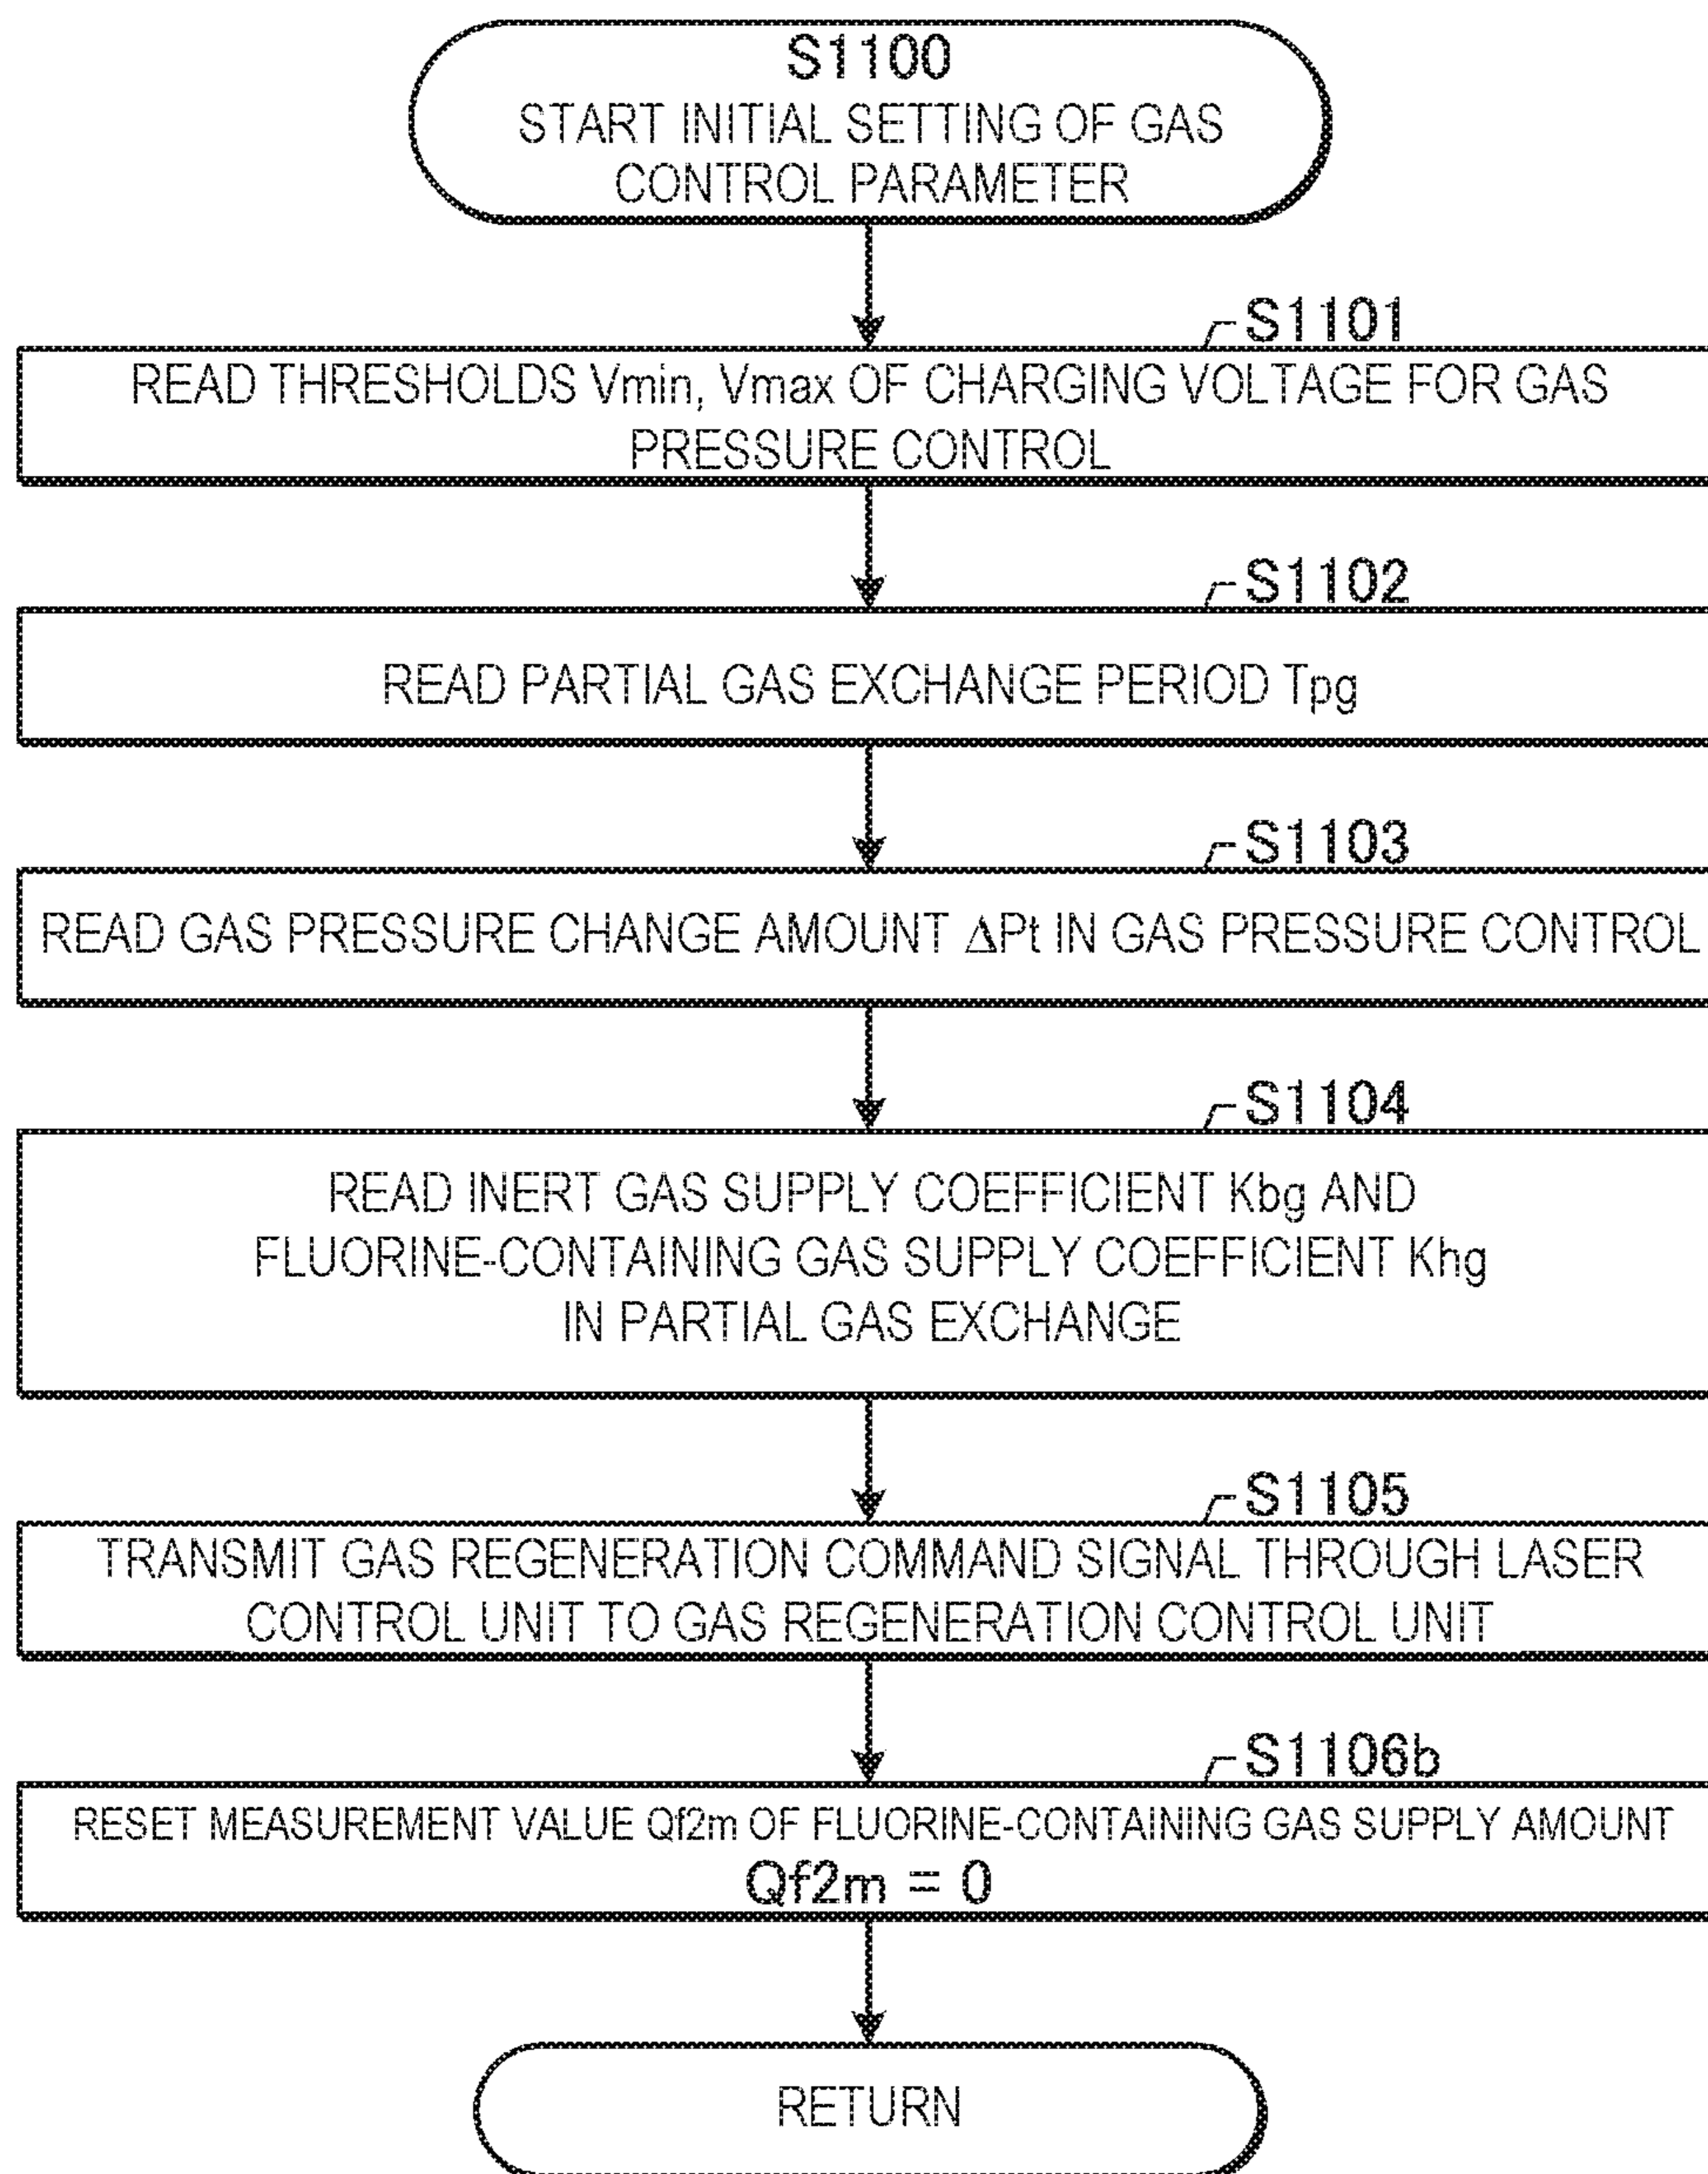 S1100
START INITIAL SETTING OF GAS
CONTROL PARAMETER
S1101
READ THRESHOLDS Vmin, Vmax OF CHARGING VOLTAGE FOR GAS
PRESSURE CONTROL
S1102
READ PARTIAL GAS EXCHANGE PERIOD Tpg
S1103
READ GAS PRESSURE CHANGE AMOUNT ΔPt IN GAS PRESSURE CONTROL
S1104
READ INERT GAS SUPPLY COEFFICIENT Kbg AND
FLUORINE-CONTAINING GAS SUPPLY COEFFICIENT Khg
IN PARTIAL GAS EXCHANGE
S1105
TRANSMIT GAS REGENERATION COMMAND SIGNAL THROUGH LASER
CONTROL UNIT TO GAS REGENERATION CONTROL UNIT
S1106b
RESET MEASUREMENT VALUE Qf2m OF FLUORINE-CONTAINING GAS SUPPLY AMOUNT
Qf2m = 0
RETURN